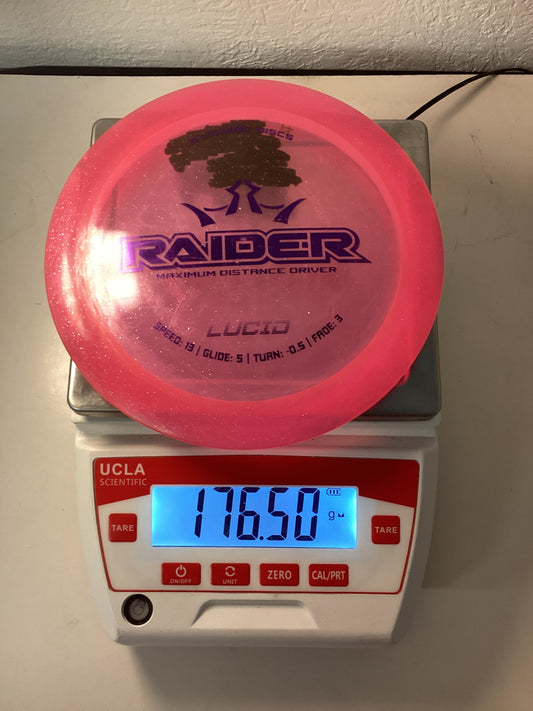 DISCS
RAIDER
MAXIMUM DISTANCE DRIVER
LUCID
SPEED: 13 | GLIDE: 5 | TURN: -0.5 | FADE: 3
UCLA
SCIENTIFIC
176.50 g
TARE
TARE
ON/OFF
UNIT
ZERO
CAL/PRT